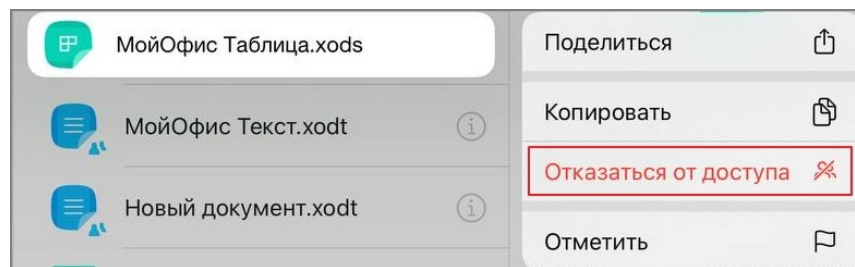 МойОфис Таблица.xods
МойОфис Текст.xodt
Новый документ.xodt
Поделиться
Копировать
Отказаться от доступа
Отметить